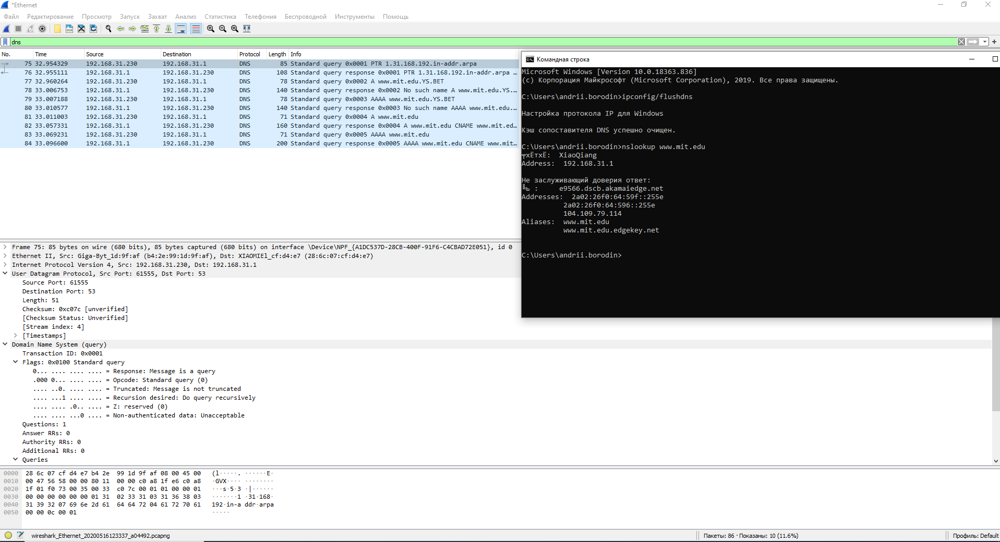 *Ethernet
Файл Редактирование Просмотр Запуск Захват Анализ Статистика Телефония Беспроводной Инструменты Помощь
dns
No. Time Source Destination Protocol Length Info
75 32.954329 192.168.31.230 192.168.31.1 DNS 85 Standard query 0x0001 PTR 1.31.168.192.in-addr.arpa
76 32.955111 192.168.31.1 192.168.31.230 DNS 108 Standard query response 0x0001 PTR 1.31.168.192.in-addr.arpa …
77 32.960264 192.168.31.230 192.168.31.1 DNS 78 Standard query 0x0002 A www.mit.edu.YS.BET
78 33.006753 192.168.31.1 192.168.31.230 DNS 140 Standard query response 0x0002 No such name A www.mit.edu.YS.…
79 33.007188 192.168.31.230 192.168.31.1 DNS 78 Standard query 0x0003 AAAA www.mit.edu.YS.BET
80 33.010577 192.168.31.1 192.168.31.230 DNS 140 Standard query response 0x0003 No such name AAAA www.mit.edu.…
81 33.011003 192.168.31.230 192.168.31.1 DNS 71 Standard query 0x0004 A www.mit.edu
82 33.057331 192.168.31.1 192.168.31.230 DNS 160 Standard query response 0x0004 A www.mit.edu CNAME www.mit.ed…
83 33.069231 192.168.31.230 192.168.31.1 DNS 71 Standard query 0x0005 AAAA www.mit.edu
84 33.096600 192.168.31.1 192.168.31.230 DNS 200 Standard query response 0x0005 AAAA www.mit.edu CNAME www.mit…
Командная строка
Microsoft Windows [Version 10.0.18363.836]
(c) Корпорация Майкрософт (Microsoft Corporation), 2019. Все права защищены.
C:\Users\andrii.borodin>ipconfig/flushdns
Настройка протокола IP для Windows
Кэш сопоставителя DNS успешно очищен.
C:\Users\andrii.borodin>nslookup www.mit.edu
╤хЁтхЁ: XiaoQiang
Address: 192.168.31.1
Не заслуживающий доверия ответ:
╚ь : e9566.dscb.akamaiedge.net
Addresses: 2a02:26f0:64:59f::255e
2a02:26f0:64:596::255e
104.109.79.114
Aliases: www.mit.edu
www.mit.edu.edgekey.net
C:\Users\andrii.borodin>
Frame 75: 85 bytes on wire (680 bits), 85 bytes captured (680 bits) on interface \Device\NPF_{A1DC537D-28CB-400F-91F6-C4CBAD72E051}, id 0
Ethernet II, Src: Giga-Byt_1d:9f:af (b4:2e:99:1d:9f:af), Dst: XIAOMIEl_cf:d4:e7 (28:6c:07:cf:d4:e7)
Internet Protocol Version 4, Src: 192.168.31.230, Dst: 192.168.31.1
User Datagram Protocol, Src Port: 61555, Dst Port: 53
Source Port: 61555
Destination Port: 53
Length: 51
Checksum: 0xc07c [unverified]
[Checksum Status: Unverified]
[Stream index: 4]
[Timestamps]
Domain Name System (query)
Transaction ID: 0x0001
Flags: 0x0100 Standard query
0... .... .... .... = Response: Message is a query
.000 0... .... .... = Opcode: Standard query (0)
.... ..0. .... .... = Truncated: Message is not truncated
.... ...1 .... .... = Recursion desired: Do query recursively
.... .... .0.. .... = Z: reserved (0)
.... .... ...0 .... = Non-authenticated data: Unacceptable
Questions: 1
Answer RRs: 0
Authority RRs: 0
Additional RRs: 0
Queries
0000 28 6c 07 cf d4 e7 b4 2e 99 1d 9f af 08 00 45 00 (l·····. ······E·
0010 00 47 56 58 00 00 80 11 00 00 c0 a8 1f e6 c0 a8 ·GVX···· ········
0020 1f 01 f0 73 00 35 00 33 c0 7c 00 01 01 00 00 01 ···s·5·3 ·|······
0030 00 00 00 00 00 00 01 31 02 33 31 03 31 36 38 03 ·······1 ·31·168·
0040 31 39 32 07 69 6e 2d 61 64 64 72 04 61 72 70 61 192·in-a ddr·arpa
0050 00 00 0c 00 01 ·····
wireshark_Ethernet_20200516123337_a04492.pcapng
Пакеты: 86 · Показаны: 10 (11.6%)
Профиль: Default